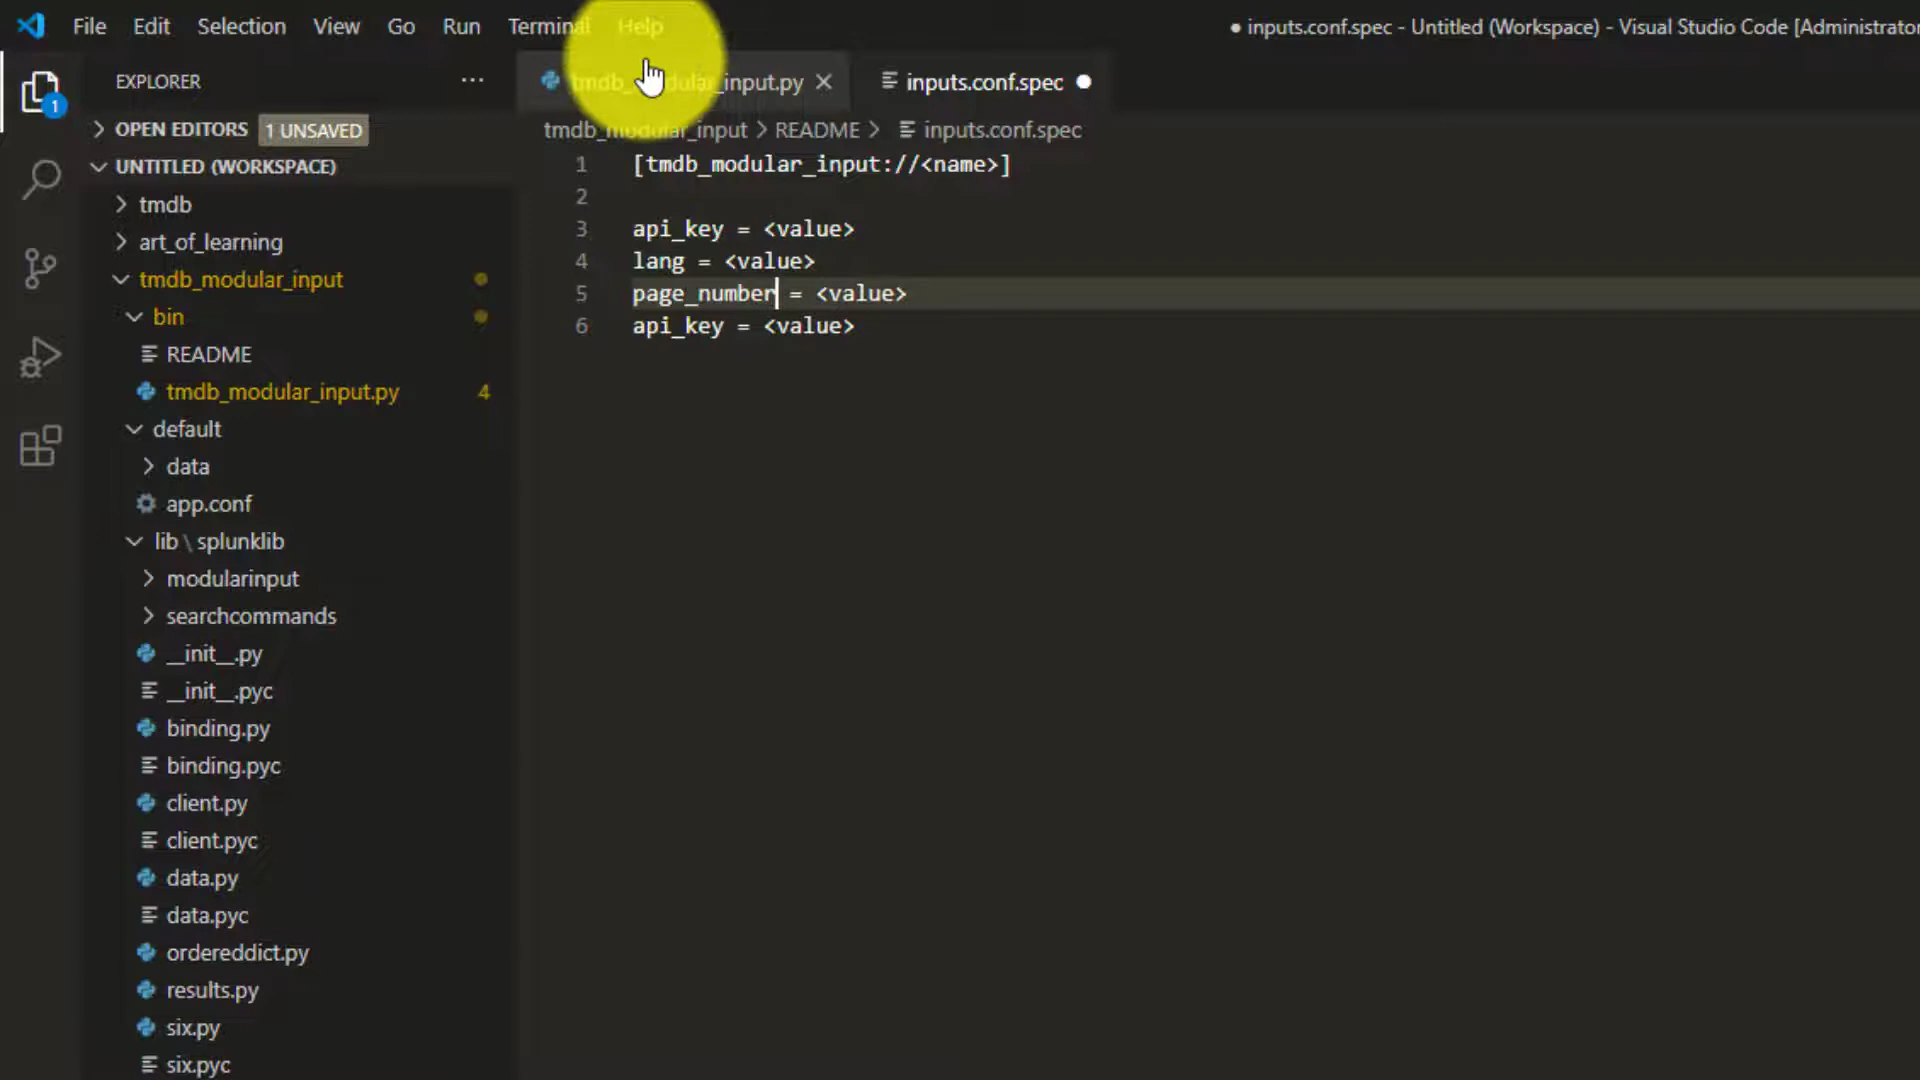 File Edit Selection View Go Run Terminal Help
● inputs.conf.spec - Untitled (Workspace) - Visual Studio Code [Administrator
EXPLORER ...
tmdb_modular_input.py
inputs.conf.spec
1
OPEN EDITORS 1 UNSAVED
tmdb_modular_input > README > inputs.conf.spec
UNTITLED (WORKSPACE)
tmdb
art_of_learning
tmdb_modular_input
bin
README
tmdb_modular_input.py 4
default
data
app.conf
lib \ splunklib
modularinput
searchcommands
__init__.py
__init__.pyc
binding.py
binding.pyc
client.py
client.pyc
data.py
data.pyc
ordereddict.py
results.py
six.py
six.pyc
1 [tmdb_modular_input://<name>]
2
3 api_key = <value>
4 lang = <value>
5 page_number = <value>
6 api_key = <value>